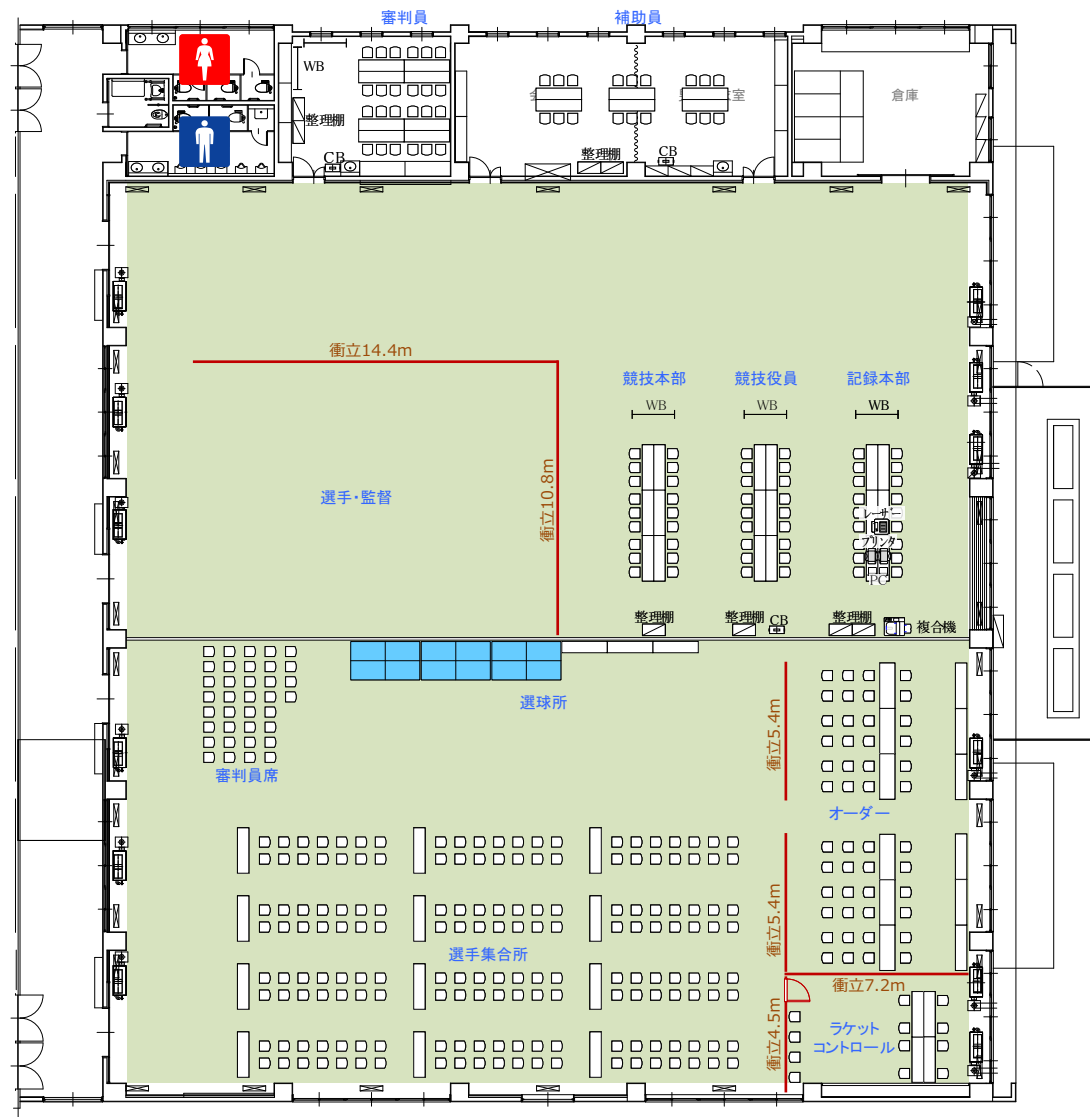 審判員
補助員
WB
整理棚
CB
整理棚
CB
室
倉庫
衝立14.4m
衝立10.8m
選手・監督
競技本部
競技役員
記録本部
WB
WB
WB
レーザー
プリンタ
PC
整理棚
整理棚
CB
整理棚
複合機
選球所
審判員席
衝立5.4m
オーダー
衝立5.4m
選手集合所
衝立7.2m
衝立4.5m
ラケット
コントロール